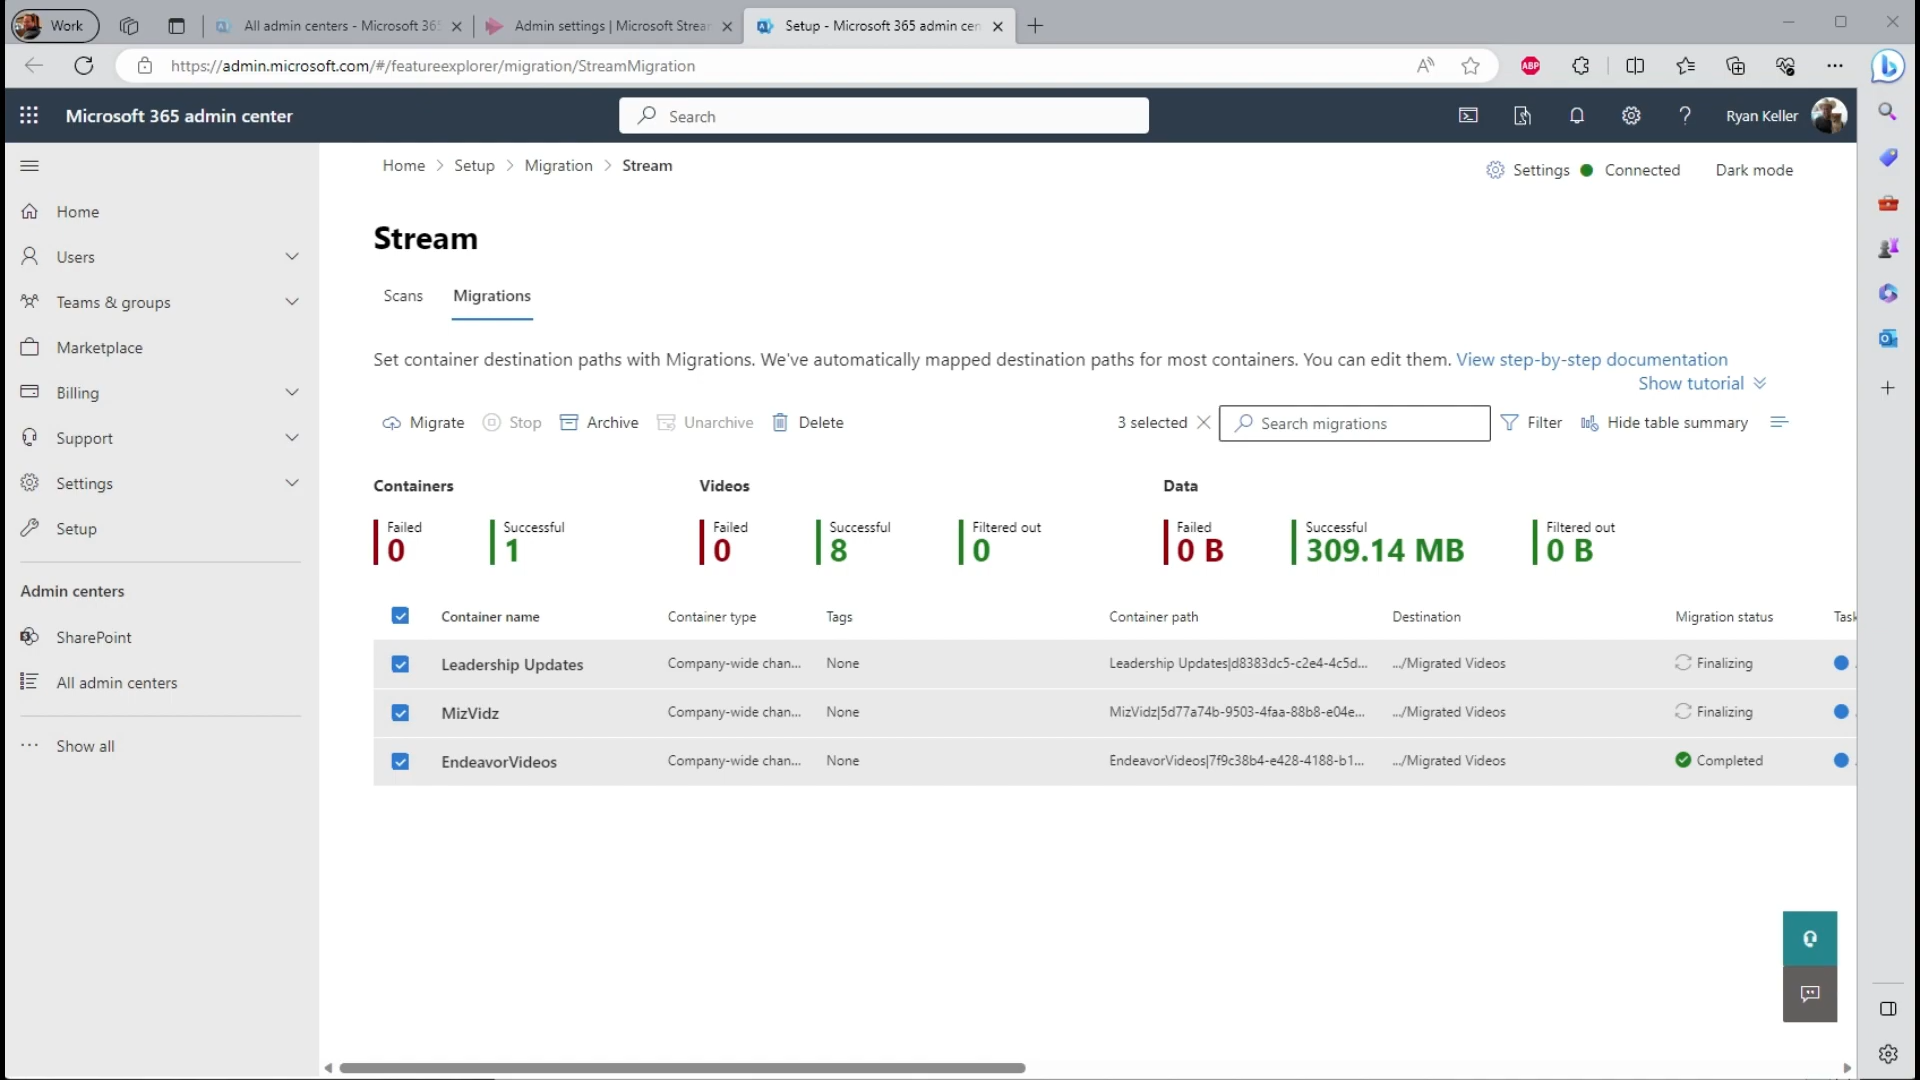 Work
All admin centers - Microsoft 365
Admin settings | Microsoft Strea
Setup - Microsoft 365 admin cen
https://admin.microsoft.com/#/featureexplorer/migration/StreamMigration
ABP
Microsoft 365 admin center
Search
Ryan Keller
Home > Setup > Migration > Stream
Settings
Connected
Dark mode
Home
Users
Teams & groups
Marketplace
Billing
Support
Settings
Setup
Admin centers
SharePoint
All admin centers
Show all
Stream
Scans
Migrations
Set container destination paths with Migrations. We've automatically mapped destination paths for most containers. You can edit them. View step-by-step documentation
Show tutorial
Migrate
Stop
Archive
Unarchive
Delete
3 selected
Search migrations
Filter
Hide table summary
Containers
Videos
Data
Failed
Successful
Failed
Successful
Filtered out
Failed
Successful
Filtered out
0
1
0
8
0
0 B
309.14 MB
0 B
Container name
Container type
Tags
Container path
Destination
Migration status
Task
Leadership Updates
Company-wide chan...
None
Leadership Updates|d8383dc5-c2e4-4c5d...
.../Migrated Videos
Finalizing
MizVidz
Company-wide chan...
None
MizVidz|5d77a74b-9503-4faa-88b8-e04e...
.../Migrated Videos
Finalizing
EndeavorVideos
Company-wide chan...
None
EndeavorVideos|7f9c38b4-e428-4188-b1...
.../Migrated Videos
Completed